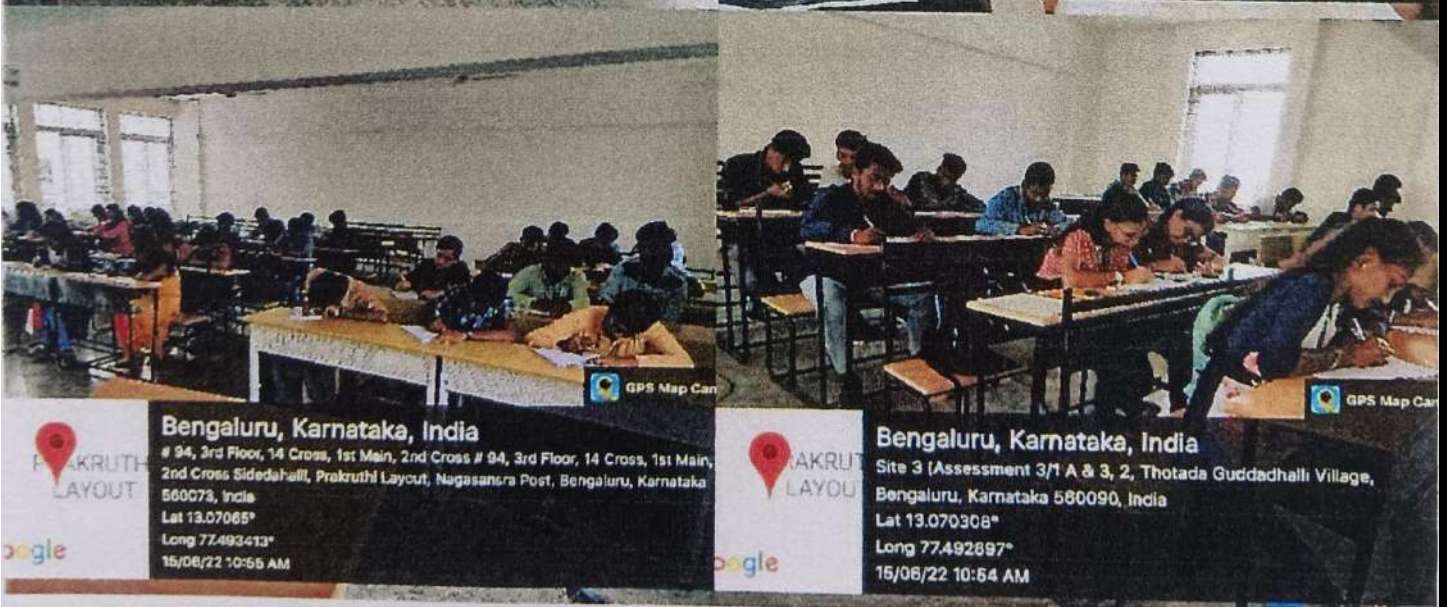 GPS Map Cam
Bengaluru, Karnataka, India
# 94, 3rd Floor, 14 Cross, 1st Main, 2nd Cross # 94, 3rd Floor, 14 Cross, 1st Main,
2nd Cross Sidedahalli, Prakruthi Layout, Nagasansra Post, Bengaluru, Karnataka
560073, India
Lat 13.07065°
Long 77.493413°
15/06/22 10:55 AM
AKRUTH
LAYOUT
ogle
GPS Map Cam
Bengaluru, Karnataka, India
Site 3 (Assessment 3/1 A & 3, 2, Thotada Guddadhalli Village,
Bengaluru, Karnataka 560090, India
Lat 13.070308°
Long 77.492897°
15/06/22 10:54 AM
AKRUT
LAYOU
ogle